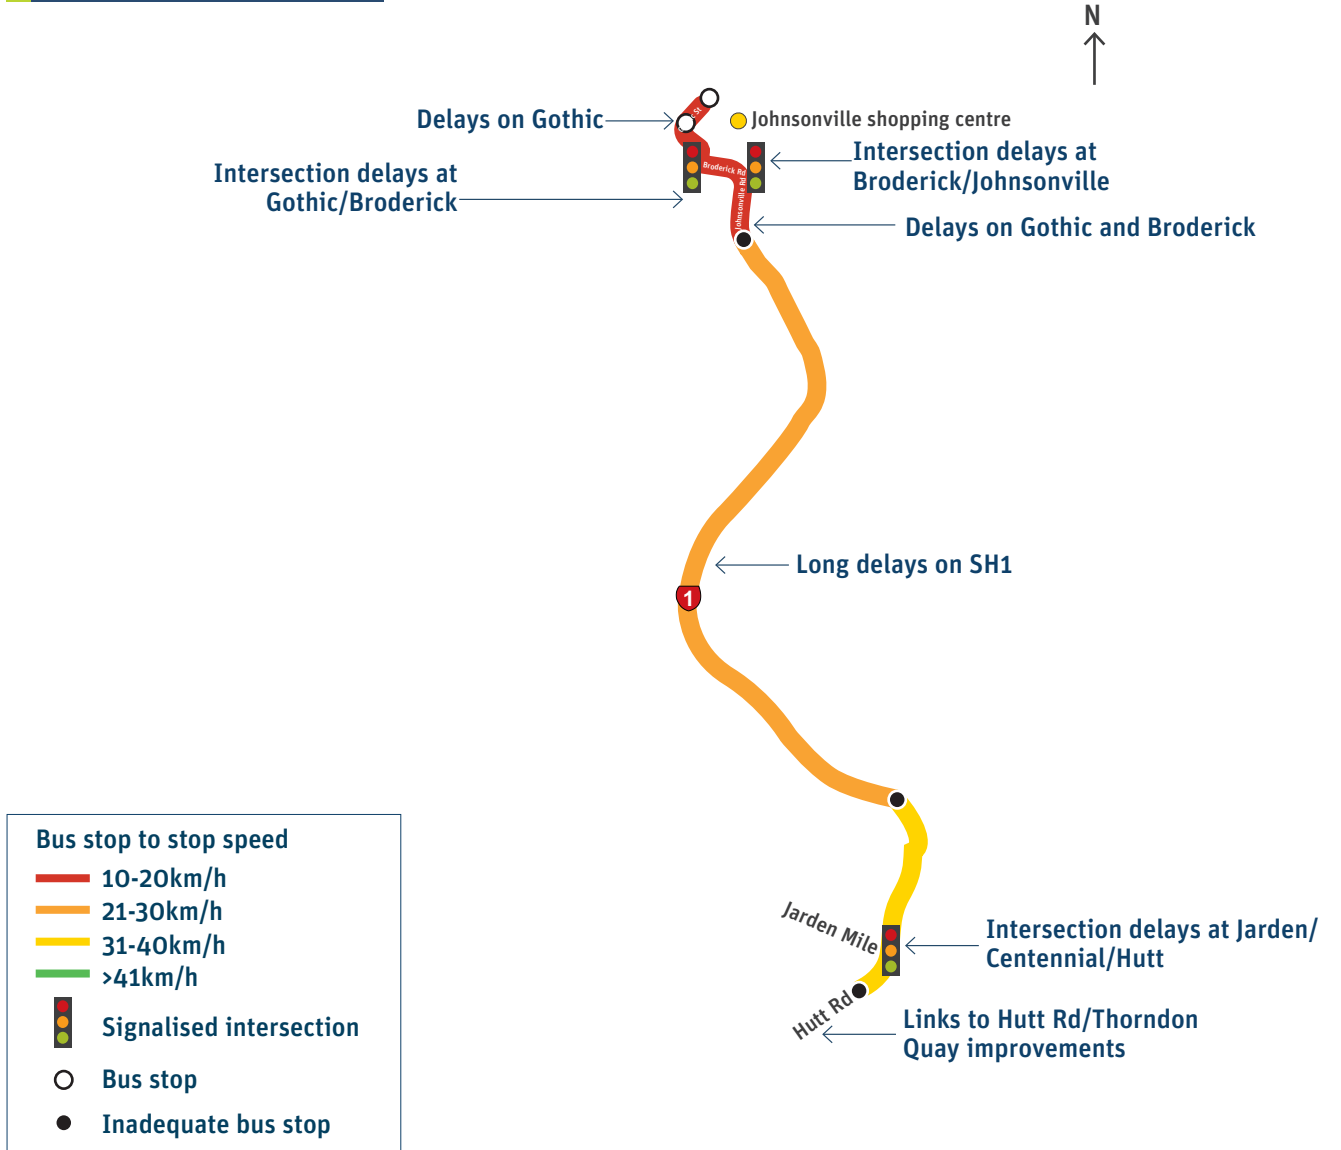 N
Delays on Gothic
Johnsonville shopping centre
Intersection delays at
Gothic/Broderick
Intersection delays at
Broderick/Johnsonville
Broderick Rd
Johnsonville Rd
Delays on Gothic and Broderick
Long delays on SH1
1
Jarden Mile
Intersection delays at Jarden/
Centennial/Hutt
Hutt Rd
Links to Hutt Rd/Thorndon
Quay improvements
Bus stop to stop speed
10-20km/h
21-30km/h
31-40km/h
>41km/h
Signalised intersection
Bus stop
Inadequate bus stop